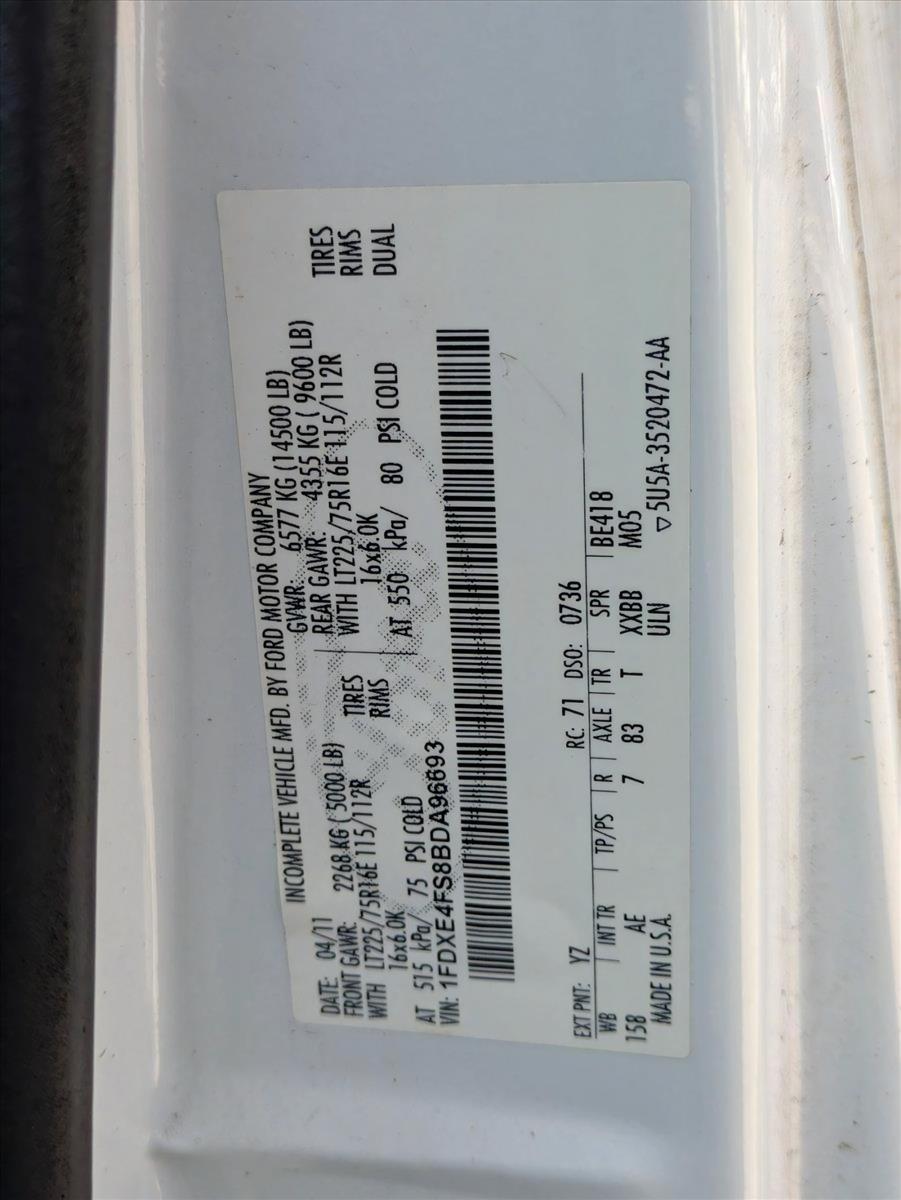 INCOMPLETE VEHICLE MFD. BY FORD MOTOR COMPANY
DATE: 04/11 GVWR: 6577 KG (14500 LB)
FRONT GAWR: 2268 KG (5000 LB) REAR GAWR: 4355 KG ( 9600 LB)
WITH LT225/75R16E 115/112R TIRES WITH LT225/75R16E 115/112R TIRES
16x6.0K RIMS 16x6.0K RIMS
AT 515 kPa/ 75 PSI COLD AT 550 kPa/ 80 PSI COLD DUAL
VIN: 1FDXE4FS8BDA96693
EXT PNT: YZ RC: 71 DSO: 0736
WB INT TR TP/PS R AXLE TR SPR BE418
158 AE 7 83 T XXBB M05
MADE IN U.S.A. ULN
▽5U5A-3520472-AA